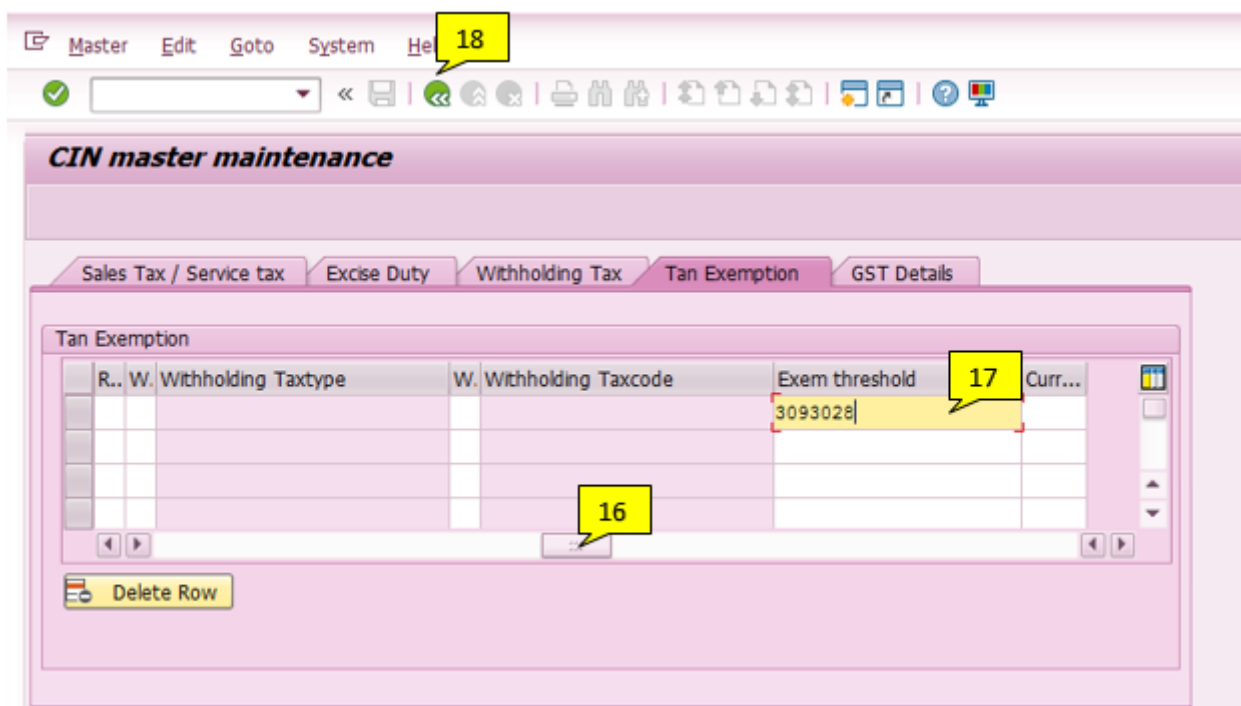 Master Edit Goto System Hel 18
CIN master maintenance
Sales Tax / Service tax Excise Duty Withholding Tax Tan Exemption GST Details
Tan Exemption
R.. W. Withholding Taxtype W. Withholding Taxcode Exem threshold 17 Curr...
3093028
16
Delete Row